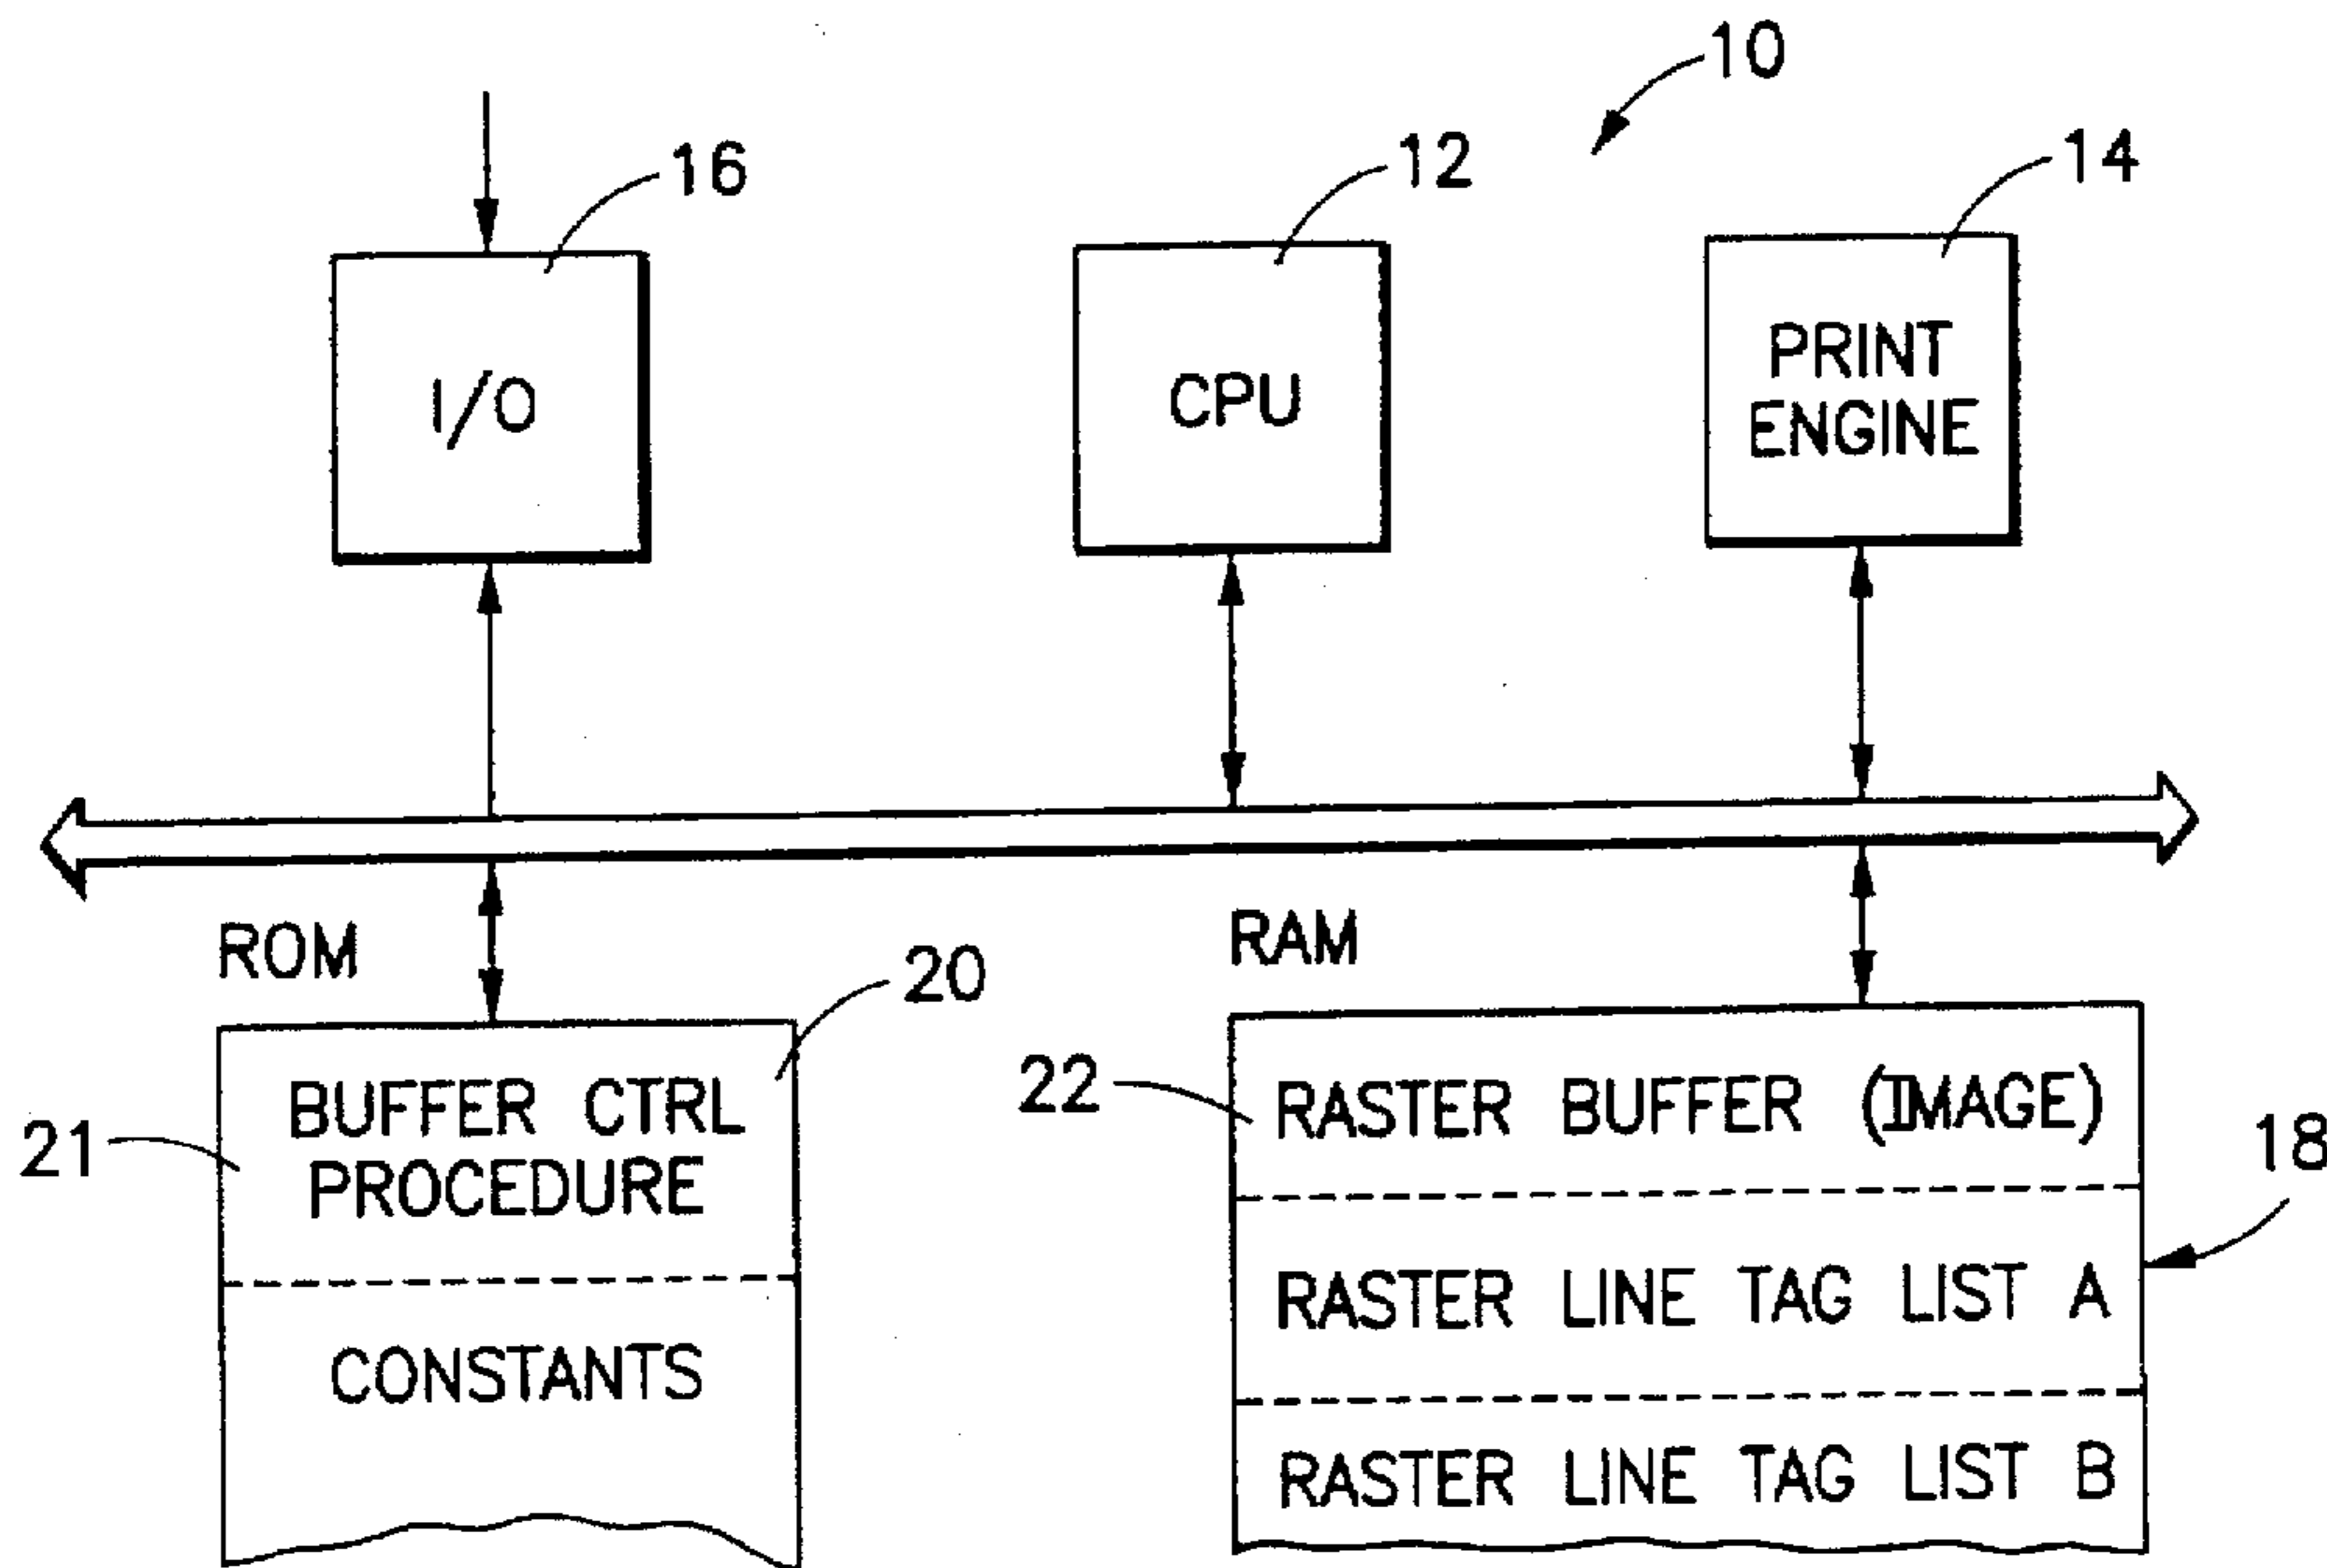 10
16
12
14
I/O
CPU
PRINT
ENGINE
ROM
RAM
20
22
18
21
BUFFER CTRL
PROCEDURE
CONSTANTS
RASTER BUFFER (IMAGE)
RASTER LINE TAG LIST A
RASTER LINE TAG LIST B